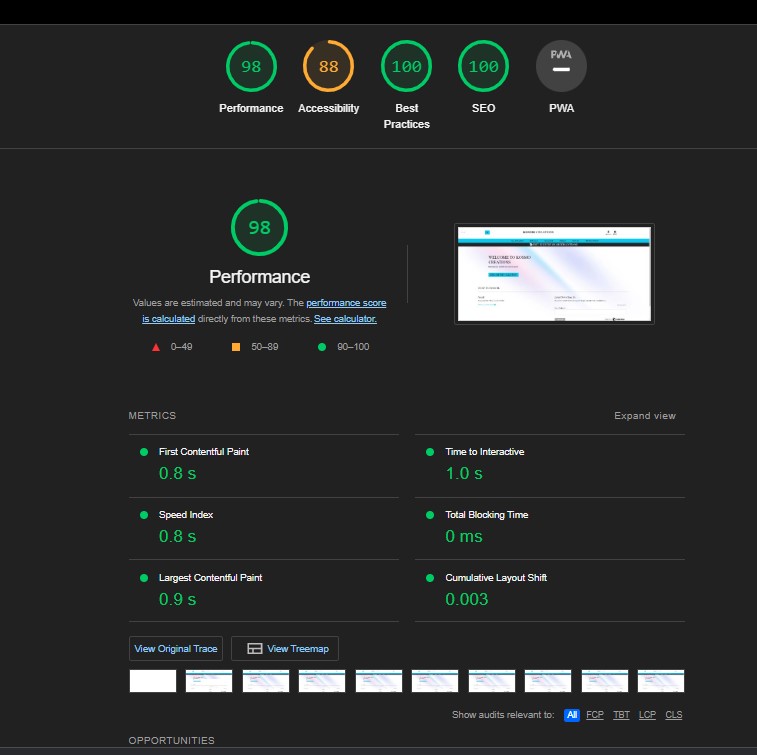 98
88
100
100
PWA
Performance
Accessibility
Best
Practices
SEO
PWA
98
Performance
Values are estimated and may vary. The performance score
is calculated directly from these metrics. See calculator.
0–49
50–89
90–100
WELCOME TO
METRICS
Expand view
First Contentful Paint
0.8 s
Time to Interactive
1.0 s
Speed Index
0.8 s
Total Blocking Time
0 ms
Largest Contentful Paint
0.9 s
Cumulative Layout Shift
0.003
View Original Trace
View Treemap
Show audits relevant to: All FCP TBT LCP CLS
OPPORTUNITIES